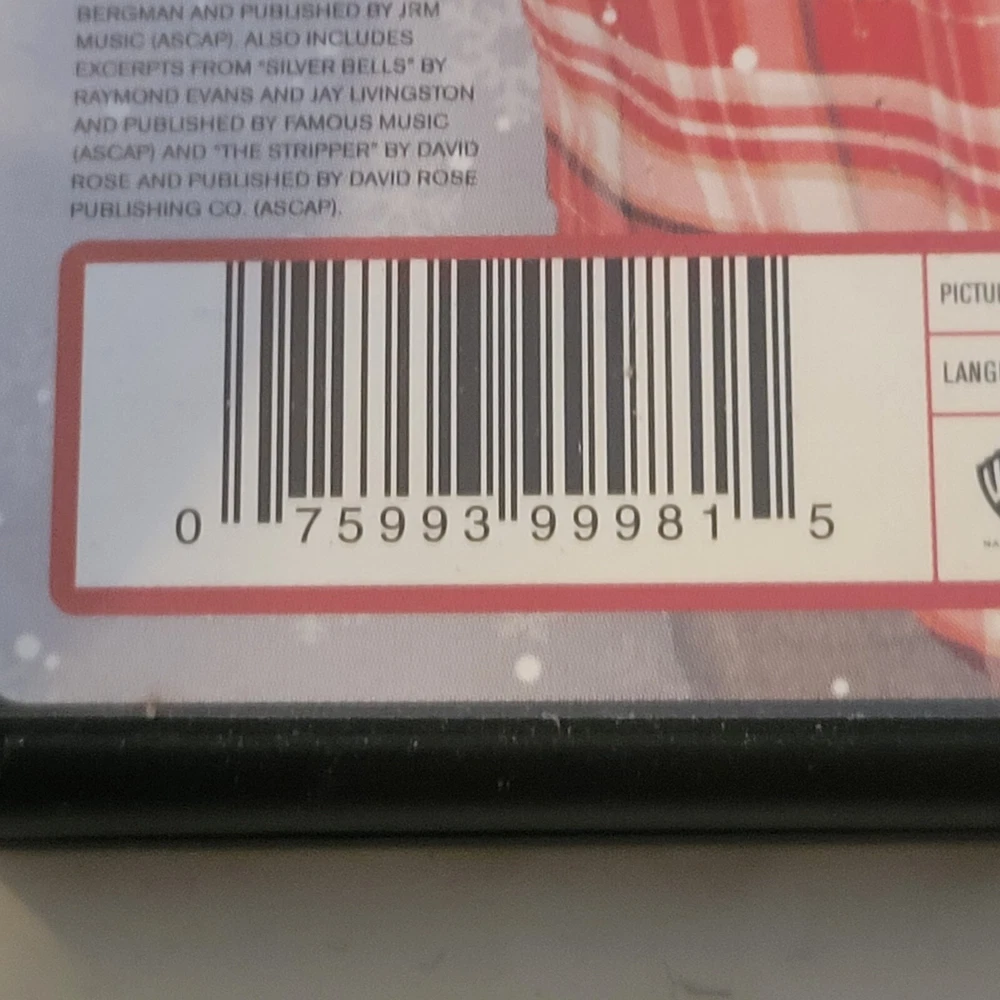 BERGMAN AND PUBLISHED BY JRM
MUSIC (ASCAP). ALSO INCLUDES
EXCERPTS FROM "SILVER BELLS" BY
RAYMOND EVANS AND JAY LIVINGSTON
AND PUBLISHED BY FAMOUS MUSIC
(ASCAP) AND "THE STRIPPER" BY DAVID
ROSE AND PUBLISHED BY DAVID ROSE
PUBLISHING CO. (ASCAP).
PICTU
LANG
0 75993 99981 5